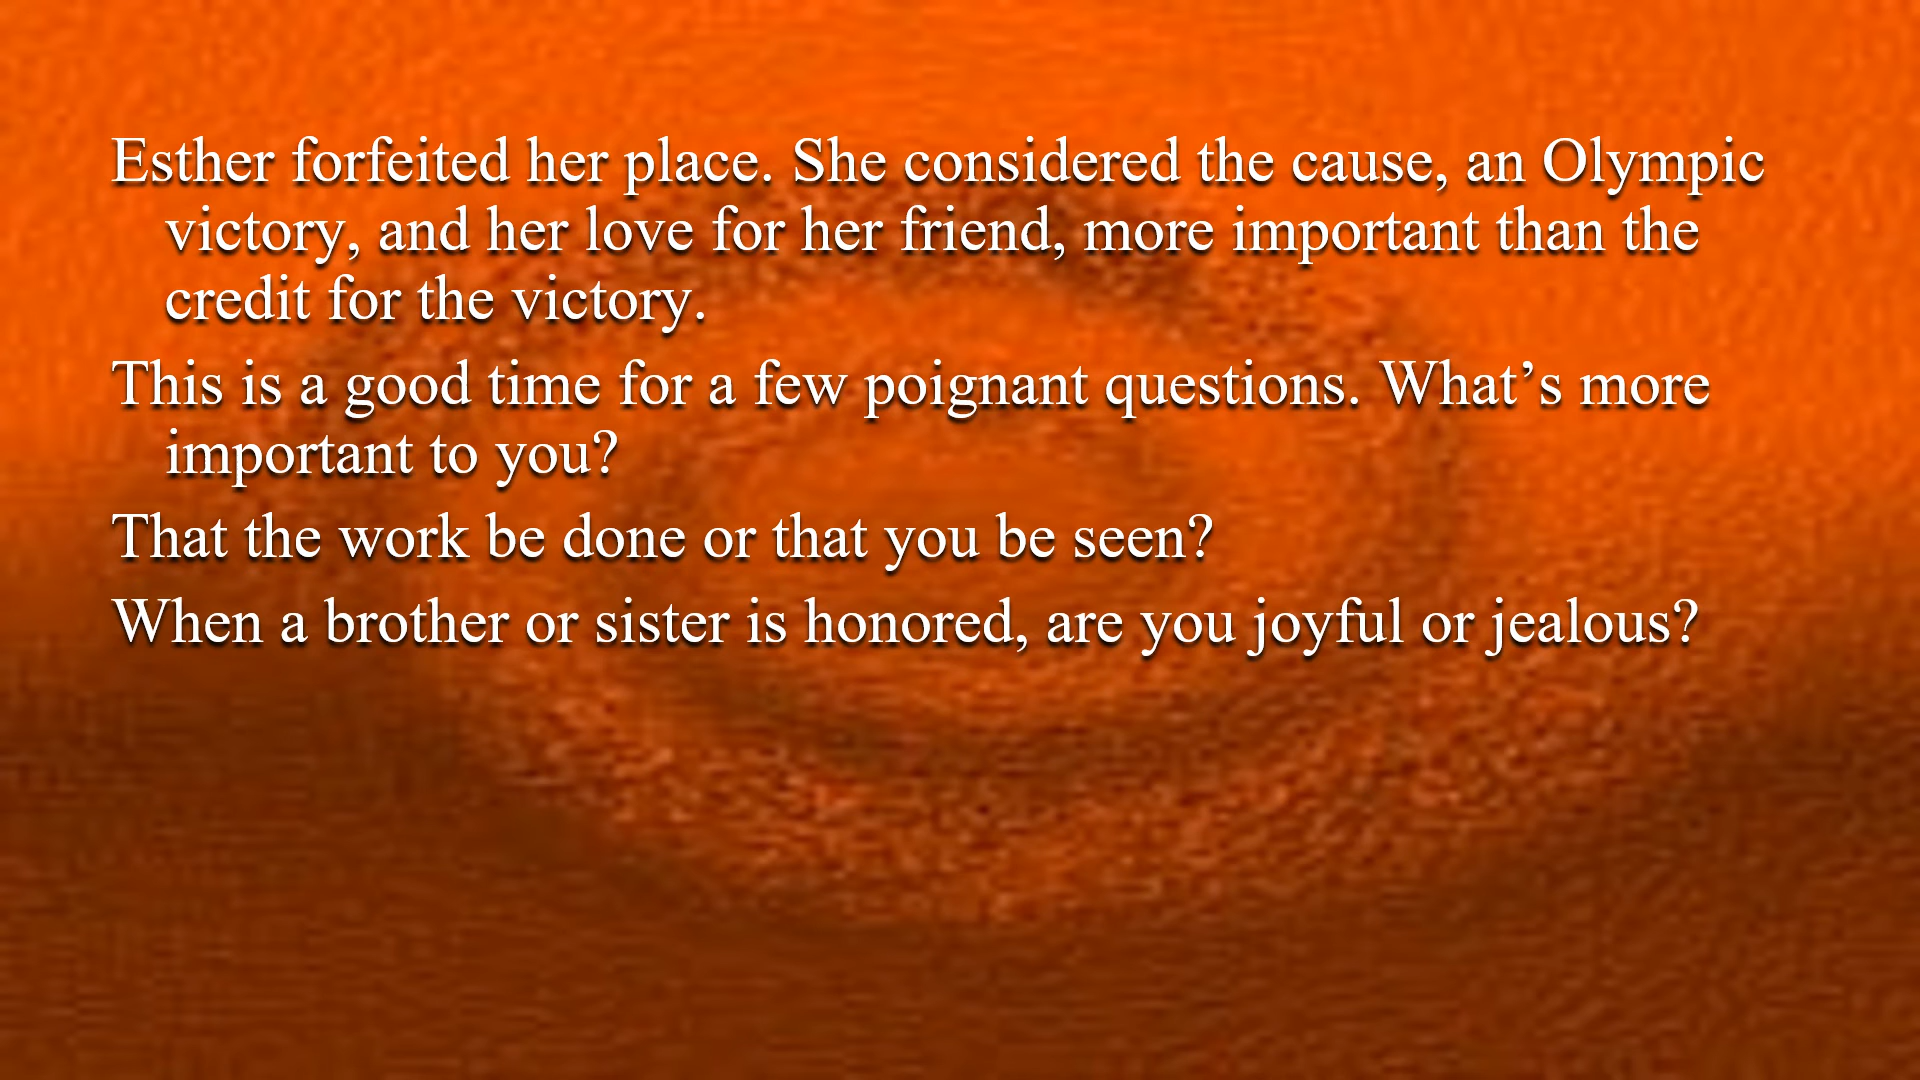 Esther forfeited her place. She considered the cause, an Olympic
victory, and her love for her friend, more important than the
credit for the victory.
This is a good time for a few poignant questions. What’s more
important to you?
That the work be done or that you be seen?
When a brother or sister is honored, are you joyful or jealous?